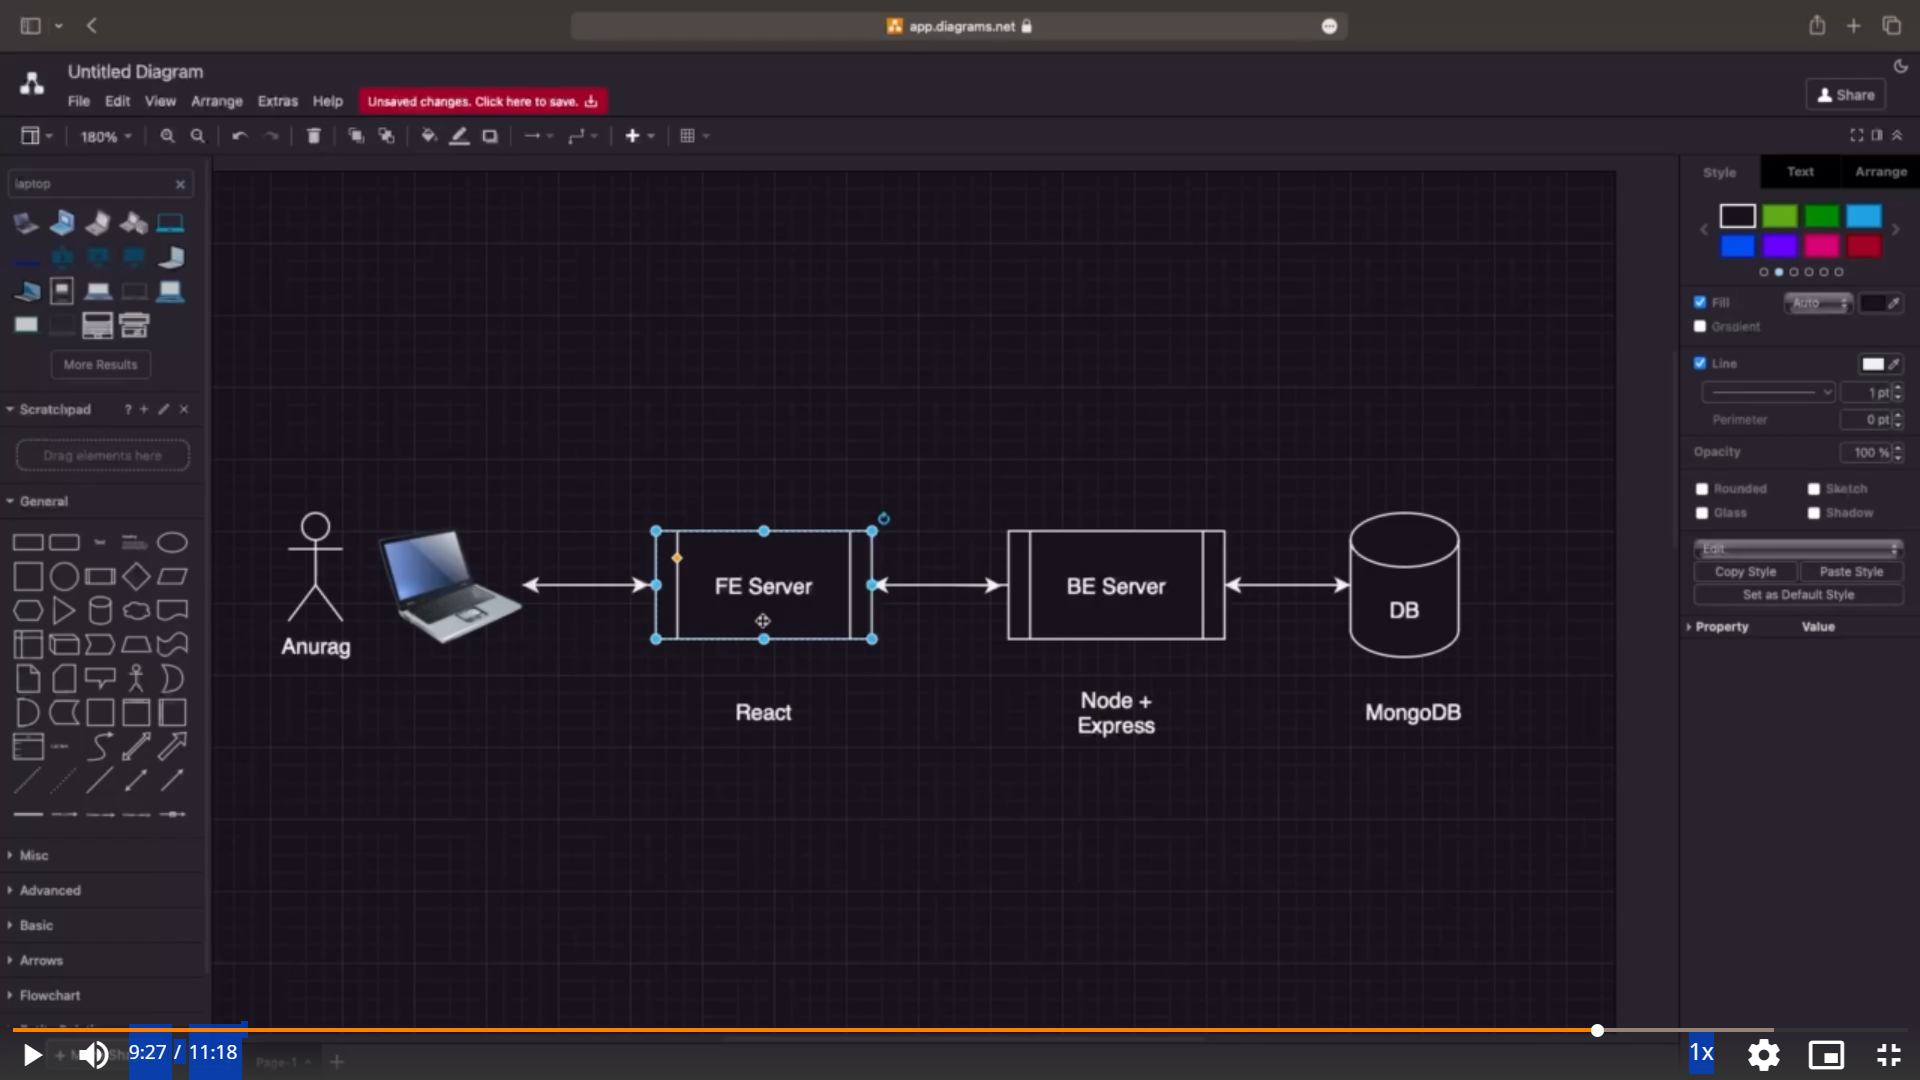 app.diagrams.net
Untitled Diagram
File Edit View Arrange Extras Help
Unsaved changes. Click here to save.
Share
180%
laptop
More Results
Scratchpad
?
Drag elements here
General
Misc
Advanced
Basic
Arrows
Flowchart
Style Text Arrange
Fill
Auto
Gradient
Line
1 pt
Perimeter
0 pt
Opacity
100 %
Rounded
Sketch
Glass
Shadow
Edit
Copy Style
Paste Style
Set as Default Style
Property
Value
Anurag
FE Server
BE Server
DB
React
Node +
Express
MongoDB
Page-1
9:27 / 11:18
1x